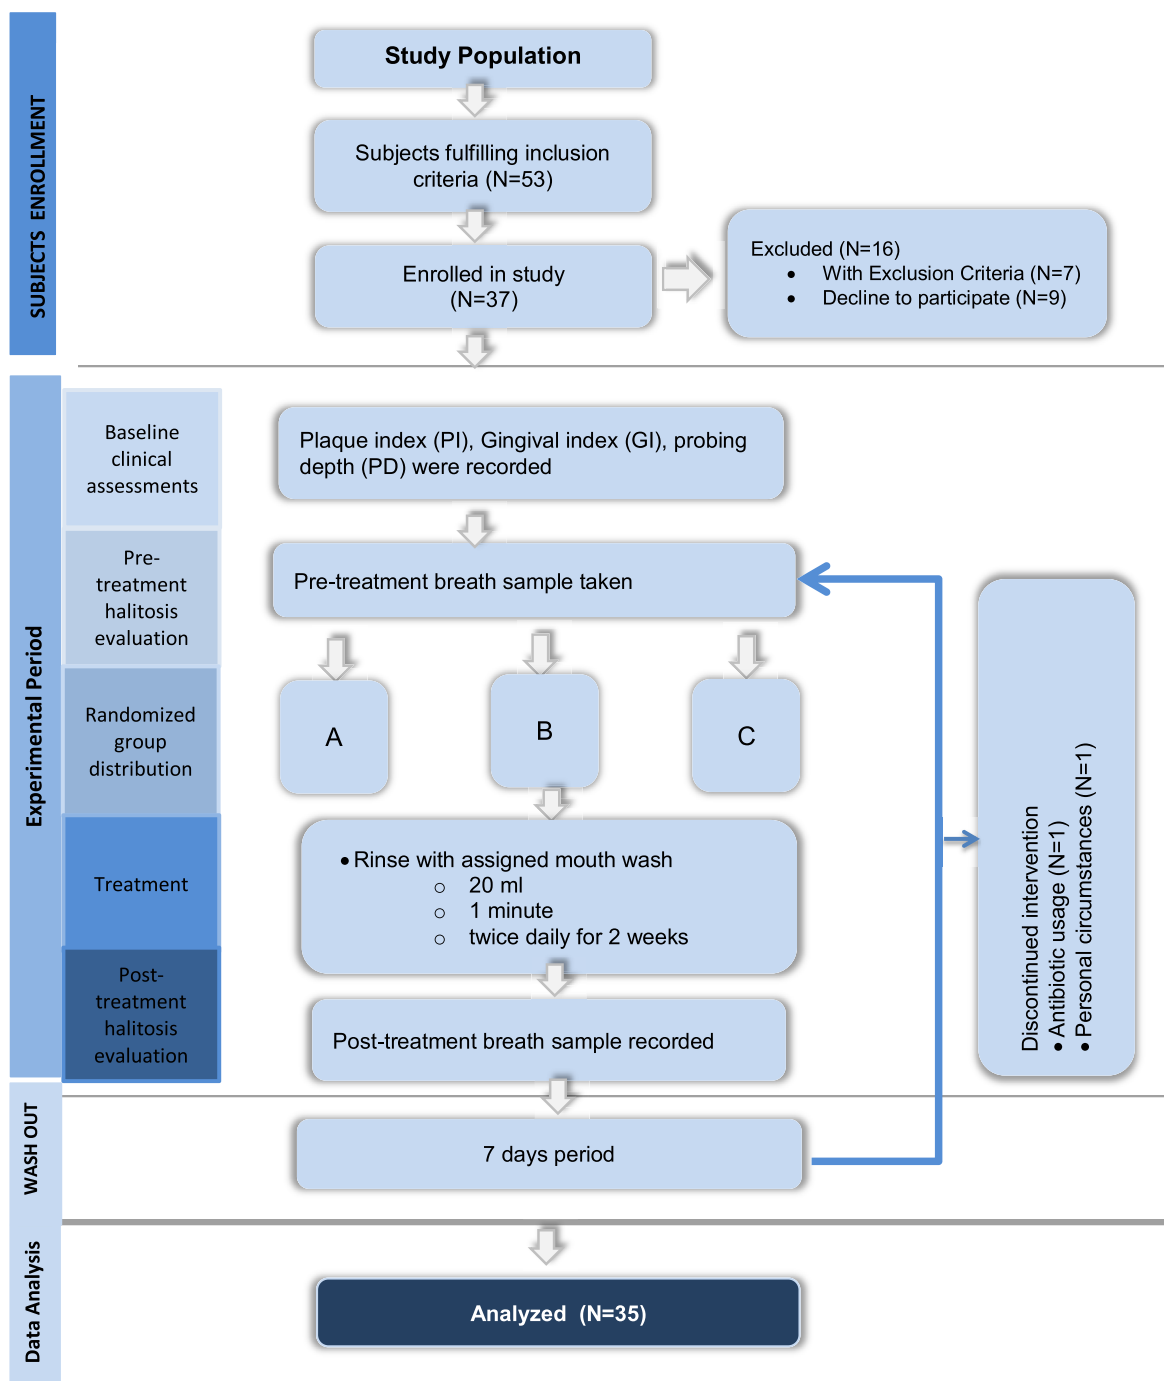 SUBJECTS ENROLLMENT
Study Population
Subjects fulfilling inclusion
criteria (N=53)
Enrolled in study
(N=37)
Excluded (N=16)
• With Exclusion Criteria (N=7)
• Decline to participate (N=9)
Experimental Period
Baseline
clinical
assessments
Plaque index (PI), Gingival index (GI), probing
depth (PD) were recorded
Pre-
treatment
halitosis
evaluation
Pre-treatment breath sample taken
Randomized
group
distribution
A
B
C
Treatment
• Rinse with assigned mouth wash
o 20 ml
o 1 minute
o twice daily for 2 weeks
Discontinued intervention
• Antibiotic usage (N=1)
• Personal circumstances (N=1)
Post-
treatment
halitosis
evaluation
Post-treatment breath sample recorded
WASH OUT
7 days period
Data Analysis
Analyzed (N=35)